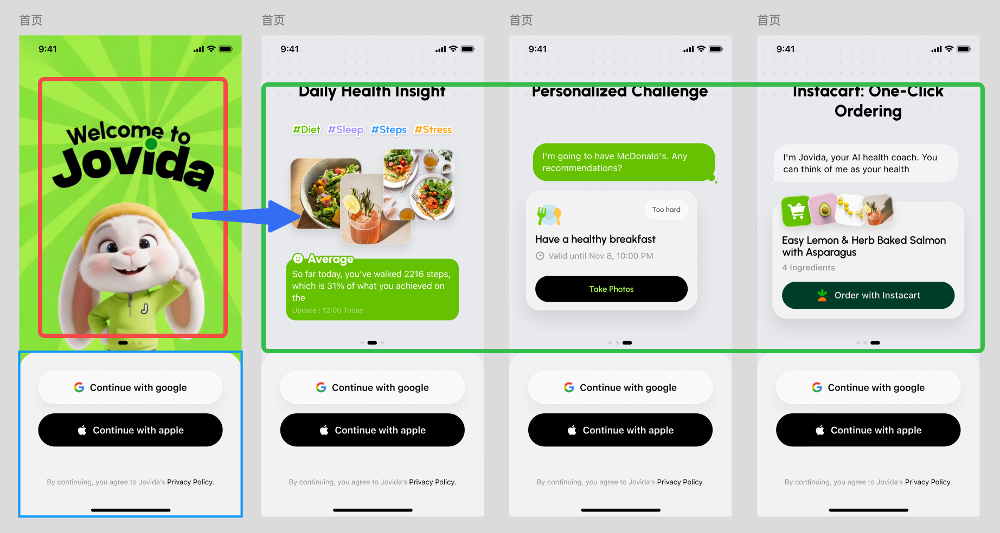 首页
9:41
Welcome to
Jovida
J
Continue with google
Continue with apple
By continuing, you agree to Jovida's Privacy Policy.
首页
9:41
Daily Health Insight
#Diet #Sleep #Steps #Stress
Average
So far today, you've walked 2216 steps,
which is 31% of what you achieved on
the
Update : 12:00 Today
Continue with google
Continue with apple
By continuing, you agree to Jovida's Privacy Policy.
首页
9:41
Personalized Challenge
I'm going to have McDonald's. Any
recommendations?
Too hard
Have a healthy breakfast
Valid until Nov 8, 10:00 PM
Take Photos
Continue with google
Continue with apple
By continuing, you agree to Jovida's Privacy Policy.
首页
9:41
Instacart: One-Click
Ordering
I'm Jovida, your AI health coach. You
can think of me as your health
Easy Lemon & Herb Baked Salmon
with Asparagus
4 Ingredients
Order with Instacart
Continue with google
Continue with apple
By continuing, you agree to Jovida's Privacy Policy.